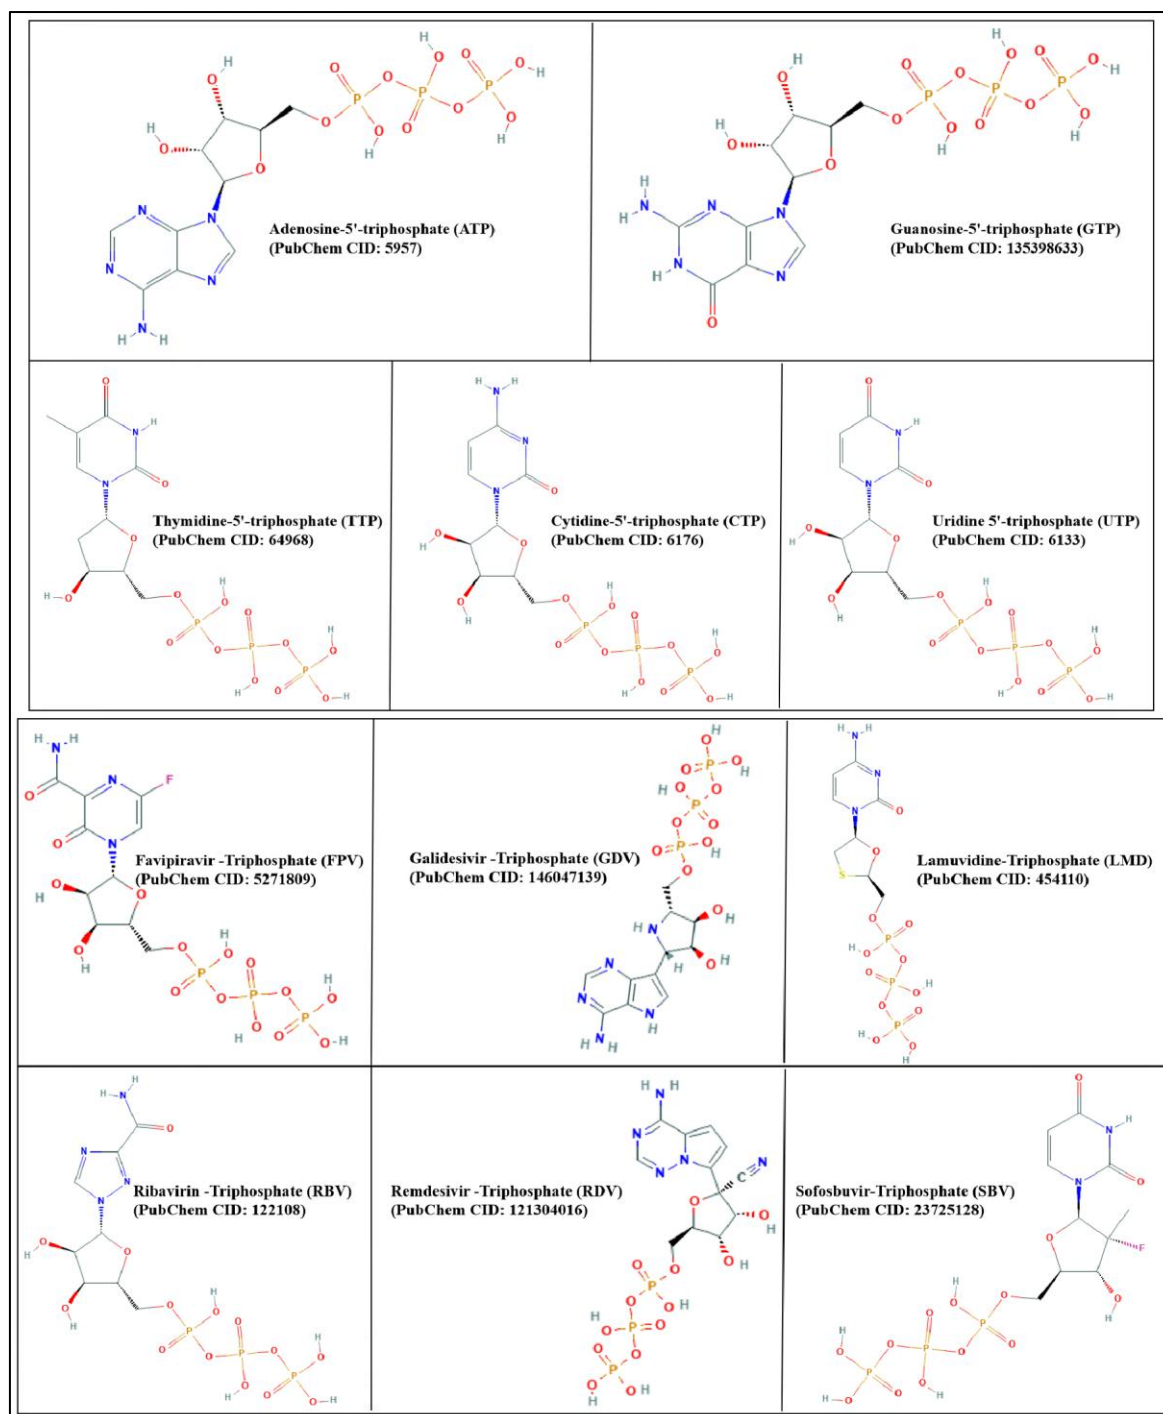 Adenosine-5'-triphosphate (ATP)
(PubChem CID: 5957)
Guanosine-5'-triphosphate (GTP)
(PubChem CID: 135398633)
Thymidine-5'-triphosphate (TTP)
(PubChem CID: 64968)
Cytidine-5'-triphosphate (CTP)
(PubChem CID: 6176)
Uridine 5'-triphosphate (UTP)
(PubChem CID: 6133)
Favipiravir -Triphosphate (FPV)
(PubChem CID: 5271809)
Galidesivir -Triphosphate (GDV)
(PubChem CID: 146047139)
Lamuvidine-Triphosphate (LMD)
(PubChem CID: 454110)
Ribavirin -Triphosphate (RBV)
(PubChem CID: 122108)
Remdesivir -Triphosphate (RDV)
(PubChem CID: 121304016)
Sofosbuvir-Triphosphate (SBV)
(PubChem CID: 23725128)